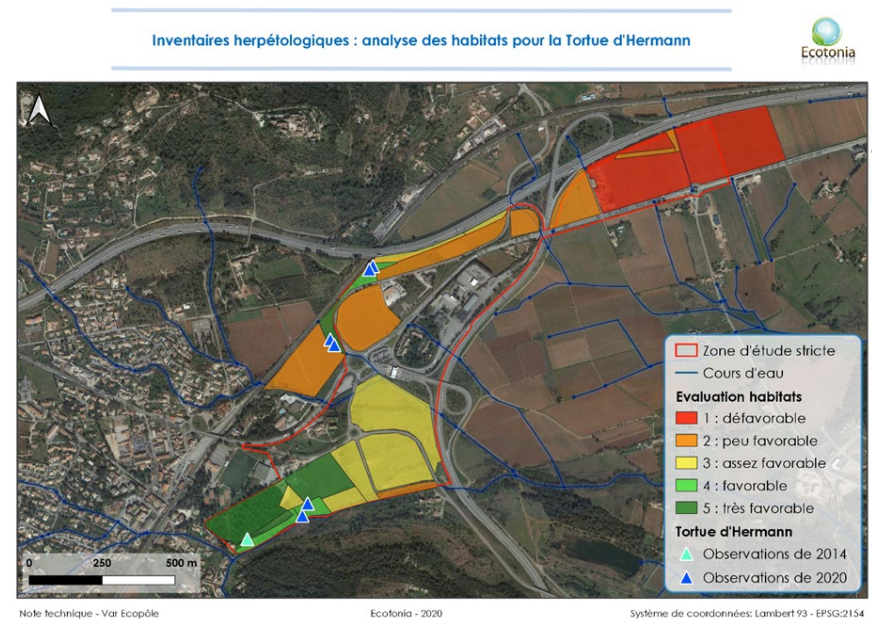 Inventaires herpétologiques : analyse des habitats pour la Tortue d'Hermann
Ecotonia
Zone d'étude stricte
Cours d'eau
Evaluation habitats
1 : défavorable
2 : peu favorable
3 : assez favorable
4 : favorable
5 : très favorable
Tortue d'Hermann
Observations de 2014
Observations de 2020
0 250 500 m
Note technique - Var Ecopôle
Ecotonia - 2020
Système de coordonnées: Lambert 93 - EPSG:2154